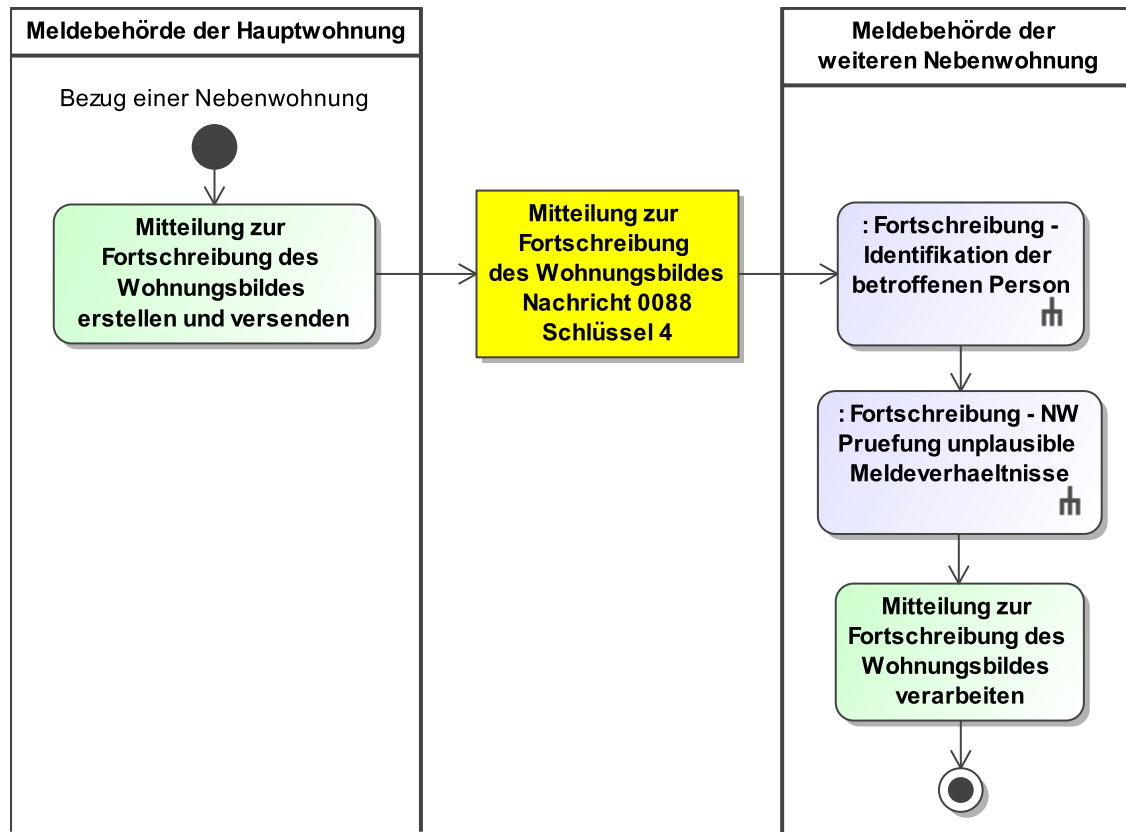 Meldebehörde der Hauptwohnung
Meldebehörde der
weiteren Nebenwohnung
Bezug einer Nebenwohnung
Mitteilung zur
Fortschreibung des
Wohnungsbildes
erstellen und versenden
Mitteilung zur
Fortschreibung
des Wohnungsbildes
Nachricht 0088
Schlüssel 4
: Fortschreibung -
Identifikation der
betroffenen Person
: Fortschreibung - NW
Pruefung unplausible
Meldeverhaeltnisse
Mitteilung zur
Fortschreibung des
Wohnungsbildes
verarbeiten